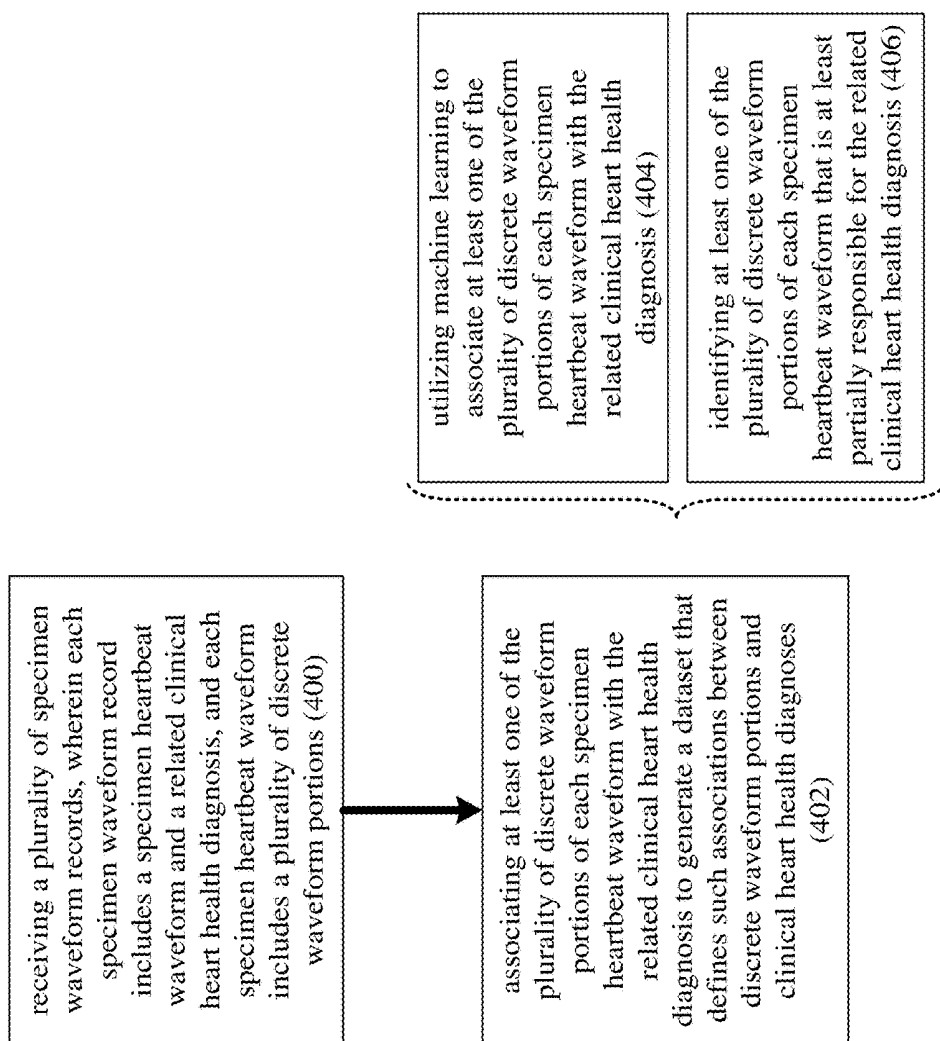 receiving a plurality of specimen
waveform records, wherein each
specimen waveform record
includes a specimen heartbeat
waveform and a related clinical
heart health diagnosis, and each
specimen heartbeat waveform
includes a plurality of discrete
waveform portions (400)
associating at least one of the
plurality of discrete waveform
portions of each specimen
heartbeat waveform with the
related clinical heart health
diagnosis to generate a dataset that
defines such associations between
discrete waveform portions and
clinical heart health diagnoses
(402)
utilizing machine learning to
associate at least one of the
plurality of discrete waveform
portions of each specimen
heartbeat waveform with the
related clinical heart health
diagnosis (404)
identifying at least one of the
plurality of discrete waveform
portions of each specimen
heartbeat waveform that is at least
partially responsible for the related
clinical heart health diagnosis (406)